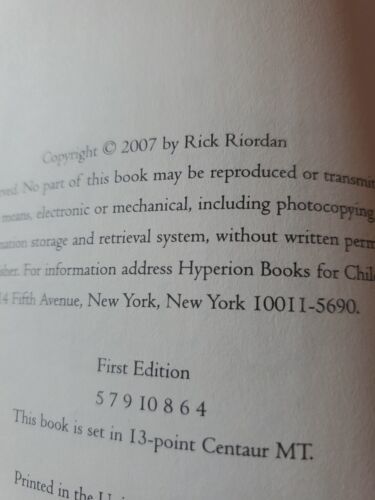 Copyright © 2007 by Rick Riordan
No part of this book may be reproduced or transmit
means, electronic or mechanical, including photocopying,
storage and retrieval system, without written perm
For information address Hyperion Books for Chil
4 Fifth Avenue, New York, New York 10011-5690.
First Edition
5 7 9 10 8 6 4
This book is set in 13-point Centaur MT.
Printed in the U